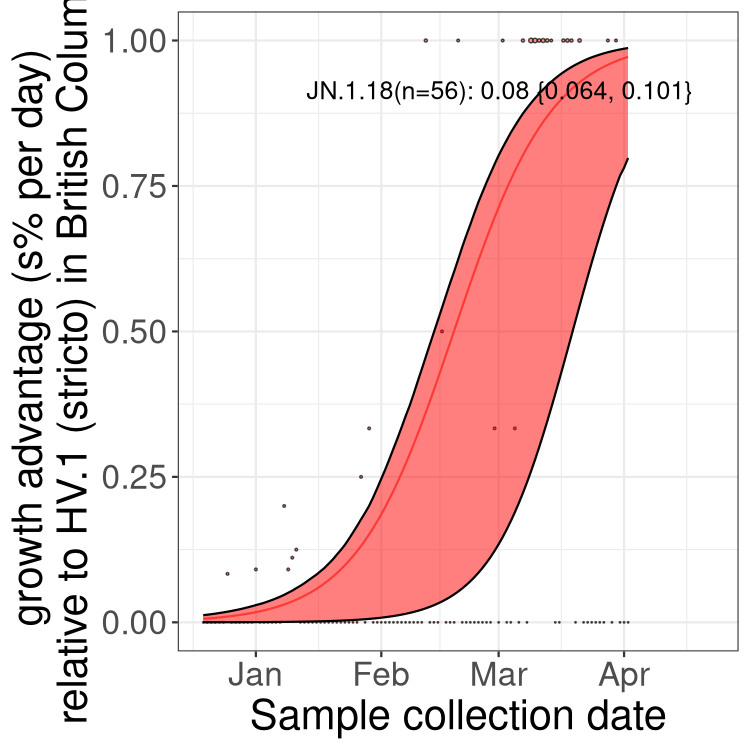 growth advantage (s% per day)
relative to HV.1 (stricto) in British Colum
1.00
0.75
0.50
0.25
0.00
JN.1.18(n=56): 0.08 {0.064, 0.101}
Jan Feb Mar Apr
Sample collection date